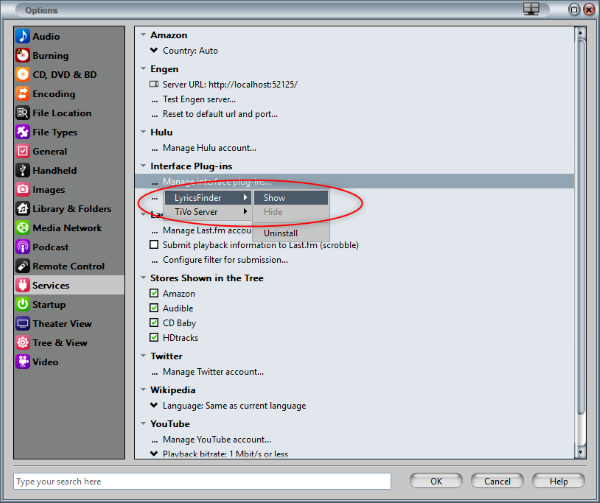 Options
Audio
Burning
CD, DVD & BD
Encoding
File Location
File Types
General
Handheld
Images
Library & Folders
Media Network
Podcast
Remote Control
Services
Startup
Theater View
Tree & View
Video
Amazon
Country: Auto
Engen
Server URL: http://localhost:52125/
... Test Engen server...
... Reset to default url and port...
Hulu
... Manage Hulu account...
Interface Plug-ins
... Manage interface plug-ins...
...
LyricsFinder
TiVo Server
Show
Hide
Uninstall
La
... Manage Last.fm accou
Submit playback information to Last.fm (scrobble)
... Configure filter for submission...
Stores Shown in the Tree
Amazon
Audible
CD Baby
HDtracks
Twitter
... Manage Twitter account...
Wikipedia
Language: Same as current language
YouTube
... Manage YouTube account...
Playback bitrate: 1 Mbit/s or less
Type your search here
OK
Cancel
Help